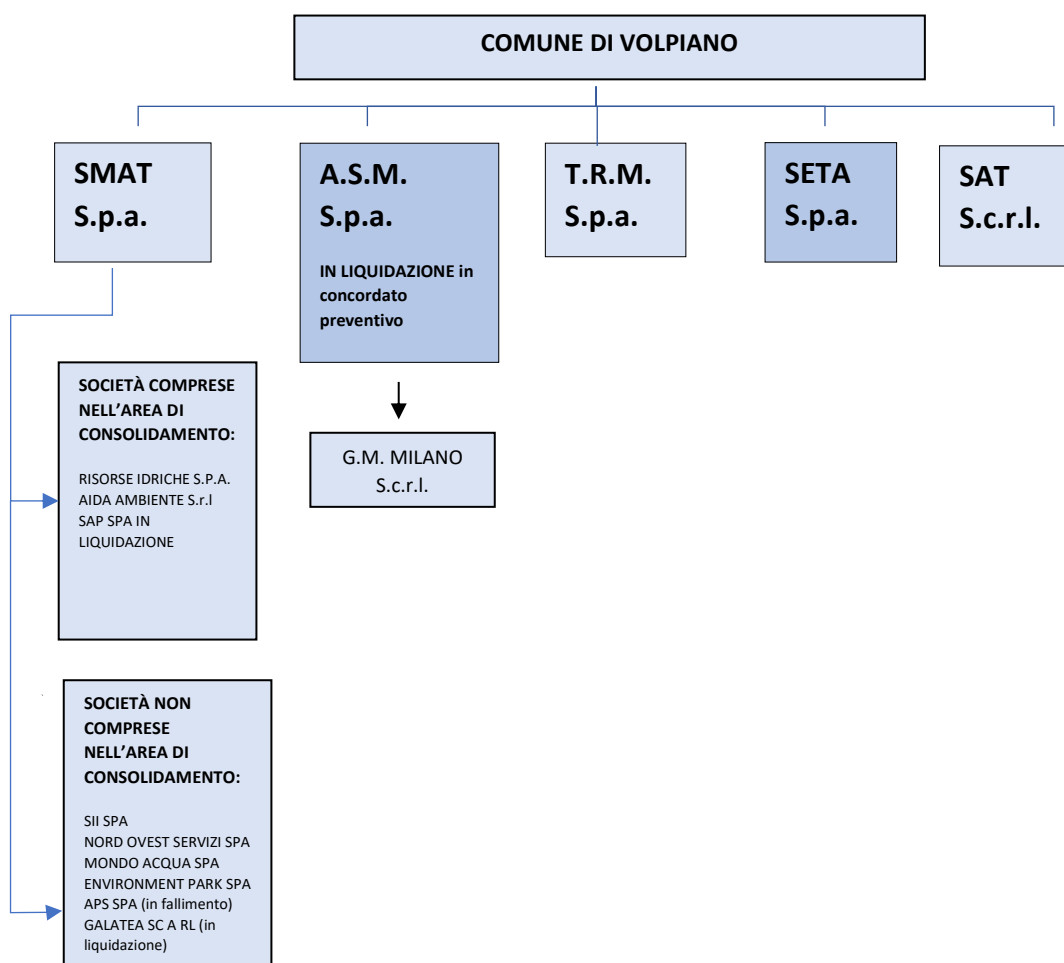 COMUNE DI VOLPIANO
SMAT
S.p.a.
A.S.M.
S.p.a.
IN LIQUIDAZIONE in
concordato
preventivo
T.R.M.
S.p.a.
SETA
S.p.a.
SAT
S.c.r.l.
SOCIETÀ COMPRESE
NELL'AREA DI
CONSOLIDAMENTO:
RISORSE IDRICHE S.P.A.
AIDA AMBIENTE S.r.l
SAP SPA IN
LIQUIDAZIONE
G.M. MILANO
S.c.r.l.
SOCIETÀ NON
COMPRESE
NELL'AREA DI
CONSOLIDAMENTO:
SII SPA
NORD OVEST SERVIZI SPA
MONDO ACQUA SPA
ENVIRONMENT PARK SPA
APS SPA (in fallimento)
GALATEA SC A RL (in
liquidazione)